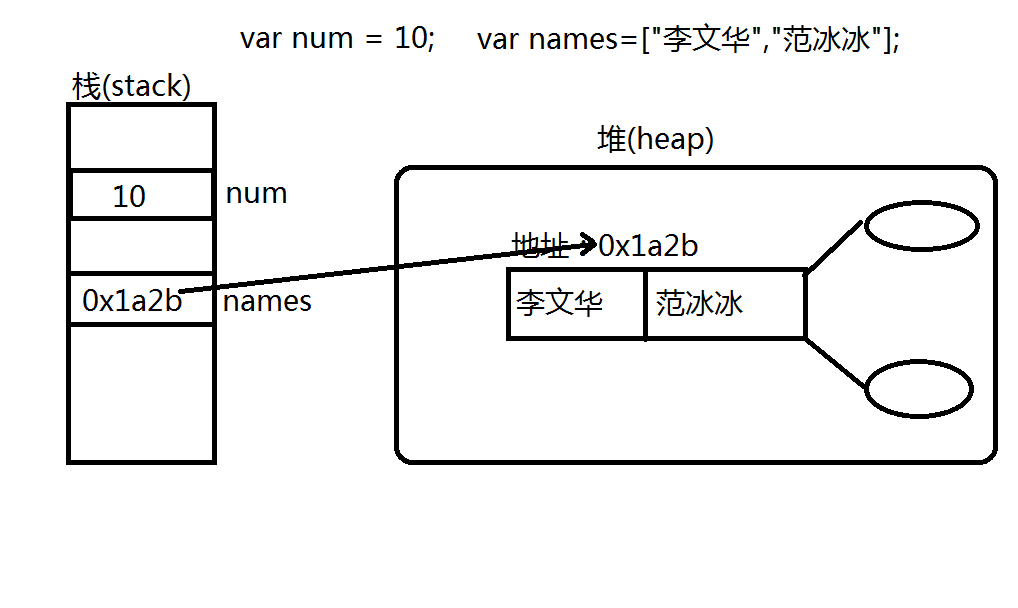 var num = 10; var names=["李文华","范冰冰"];
栈(stack)
堆(heap)
10 num
地址：0x1a2b
0x1a2b names
李文华 范冰冰